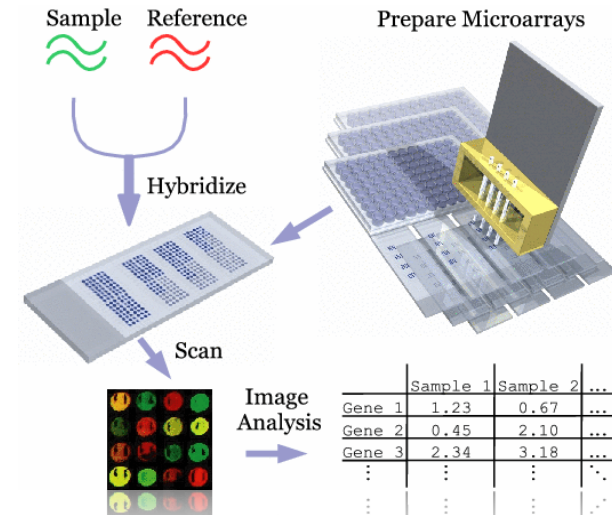 Sample Reference
Prepare Microarrays
Hybridize
Scan
Image
Analysis
Sample 1 Sample 2 ...
Gene 1 1.23 0.67 ...
Gene 2 0.45 2.10 ...
Gene 3 2.34 3.18 ...